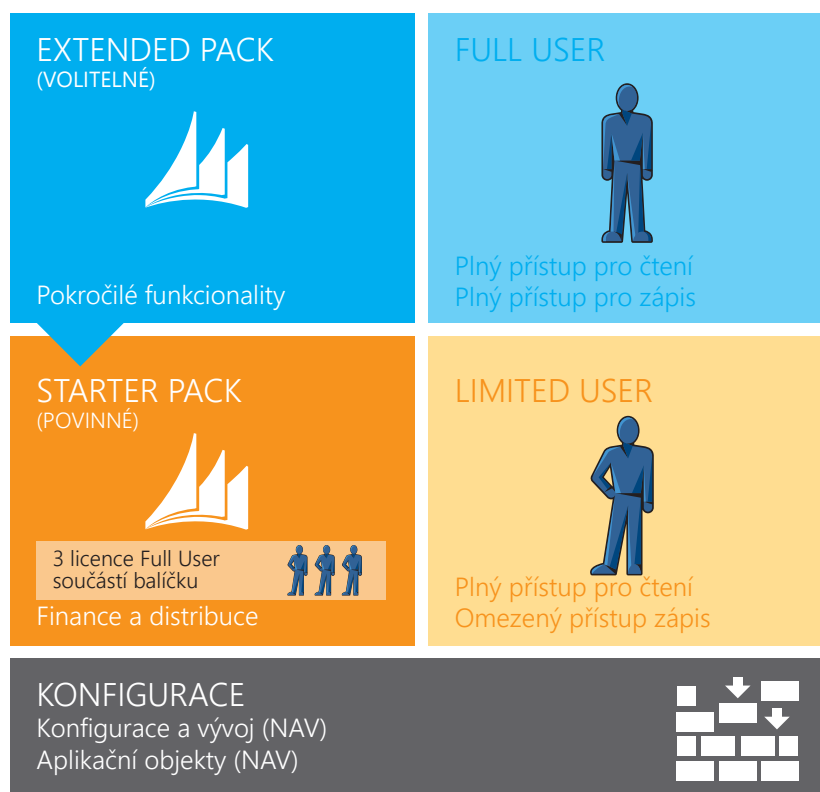 EXTENDED PACK
(VOLITELNÉ)
Pokročilé funkcionality
FULL USER
Plný přístup pro čtení
Plný přístup pro zápis
STARTER PACK
(POVINNÉ)
3 licence Full User
součástí balíčku
Finance a distribuce
LIMITED USER
Plný přístup pro čtení
Omezený přístup zápis
KONFIGURACE
Konfigurace a vývoj (NAV)
Aplikační objekty (NAV)